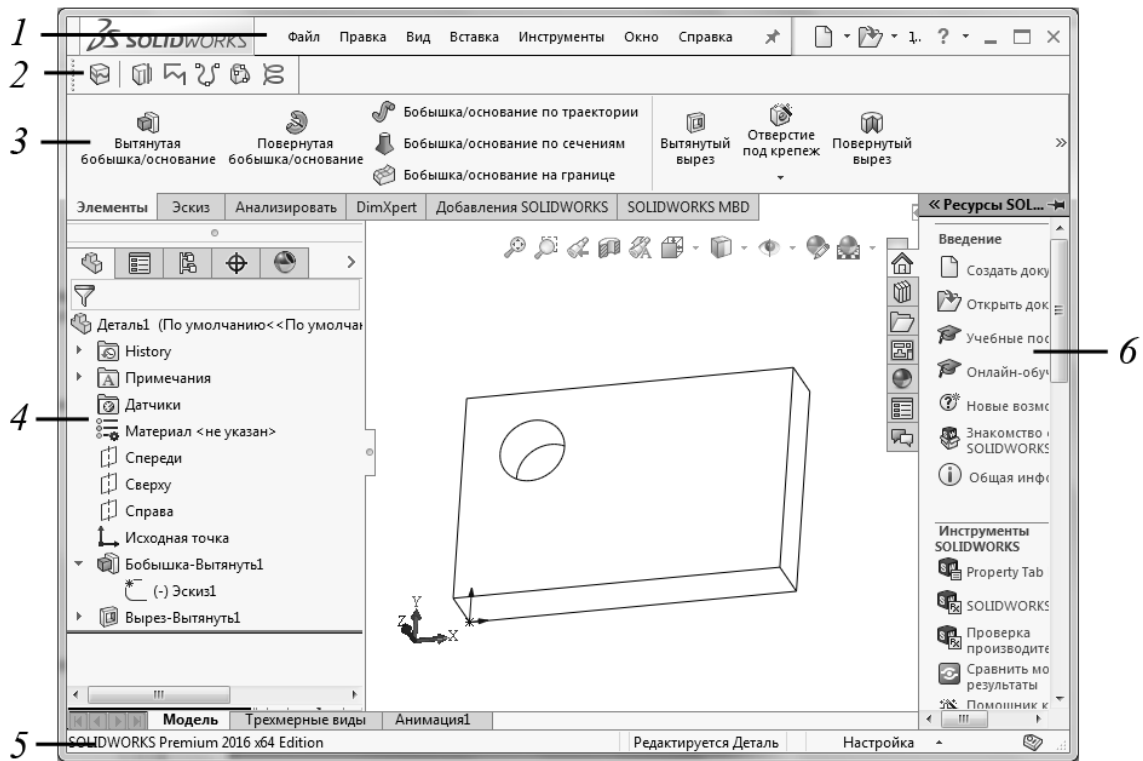 1
SOLIDWORKS Файл Правка Вид Вставка Инструменты Окно Справка
2
3
Вытянутая бобышка/основание
Повернутая бобышка/основание
Бобышка/основание по траектории
Бобышка/основание по сечениям
Бобышка/основание на границе
Вытянутый вырез
Отверстие под крепеж
Повернутый вырез
Элементы Эскиз Анализировать DimXpert Добавления SOLIDWORKS SOLIDWORKS MBD
4
Деталь1 (По умолчанию<<По умолчан
History
Примечания
Датчики
Материал <не указан>
Спереди
Сверху
Справа
Исходная точка
Бобышка-Вытянуть1
(-) Эскиз1
Вырез-Вытянуть1
Y
Z
X
« Ресурсы SOL...
Введение
Создать доку
Открыть док
Учебные пос
Онлайн-обуч
Новые возмо
Знакомство с
SOLIDWORKS
Общая инфо
Инструменты
SOLIDWORKS
Property Tab
SOLIDWORKS
Проверка
производите
Сравнить мо
результаты
Помощник к
6
Модель Трехмерные виды Анимация1
5
SOLIDWORKS Premium 2016 x64 Edition Редактируется Деталь Настройка